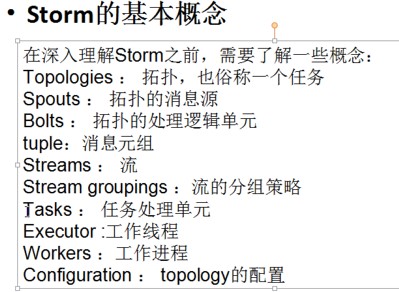 • Storm的基本概念
在深入理解Storm之前，需要了解一些概念：
Topologies ： 拓扑，也俗称一个任务
Spouts ： 拓扑的消息源
Bolts ： 拓扑的处理逻辑单元
tuple：消息元组
Streams ： 流
Stream groupings ：流的分组策略
Tasks ： 任务处理单元
Executor :工作线程
Workers ：工作进程
Configuration ： topology的配置